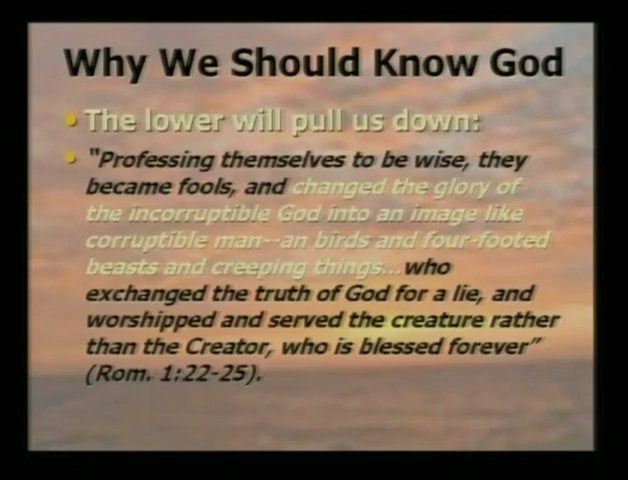 Why We Should Know God
• The lower will pull us down:
• "Professing themselves to be wise, they
became fools, and changed the glory of
the incorruptible God into an image like
corruptible man--an birds and four-footed
beasts and creeping things...who
exchanged the truth of God for a lie, and
worshipped and served the creature rather
than the Creator, who is blessed forever"
(Rom. 1:22-25).